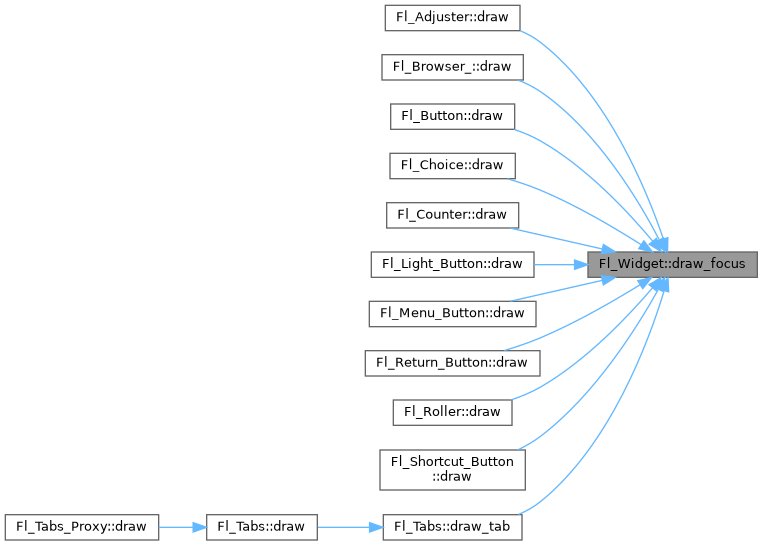 Fl_Adjuster::draw
Fl_Browser_::draw
Fl_Button::draw
Fl_Choice::draw
Fl_Counter::draw
Fl_Light_Button::draw
Fl_Widget::draw_focus
Fl_Menu_Button::draw
Fl_Return_Button::draw
Fl_Roller::draw
Fl_Shortcut_Button
::draw
Fl_Tabs_Proxy::draw
Fl_Tabs::draw
Fl_Tabs::draw_tab